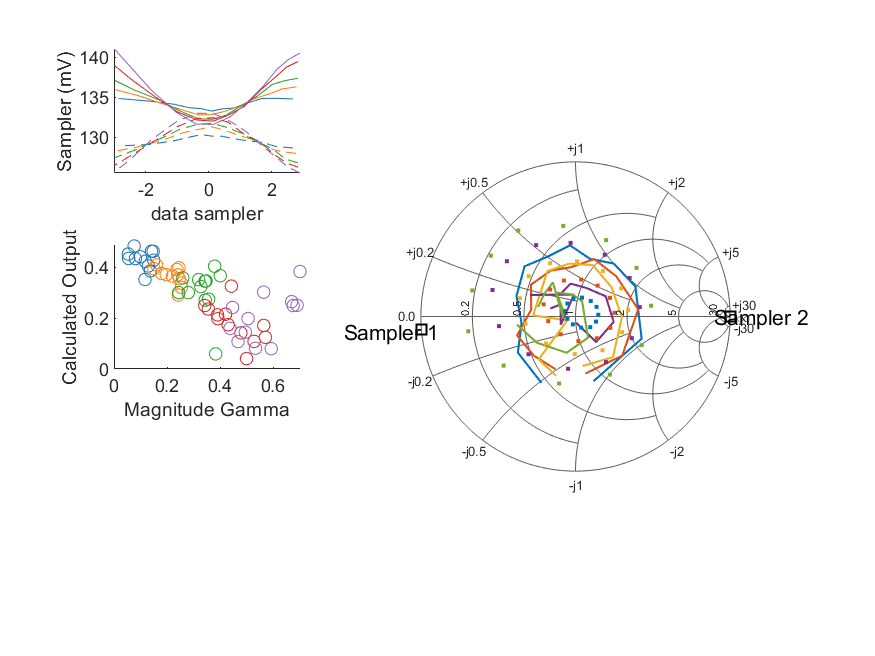 140
135
130
Sampler (mV)
-2 0 2
data sampler
0.4
0.2
0
Calculated Output
0 0.2 0.4 0.6
Magnitude Gamma
+j1
+j0.5 +j2
+j0.2 +j5
+j30
0.0 0.2 0.5 1 2 5 30
Sampler 1 Sampler 2
-j30
-j0.2 -j5
-j0.5 -j2
-j1